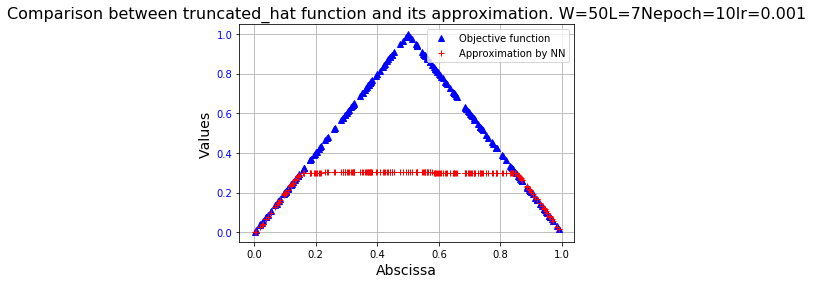 Comparison between truncated_hat function and its approximation. W=50L=7Nepoch=10lr=0.001
Objective function
Approximation by NN
Values
1.0
0.8
0.6
0.4
0.2
0.0
0.0 0.2 0.4 0.6 0.8 1.0
Abscissa